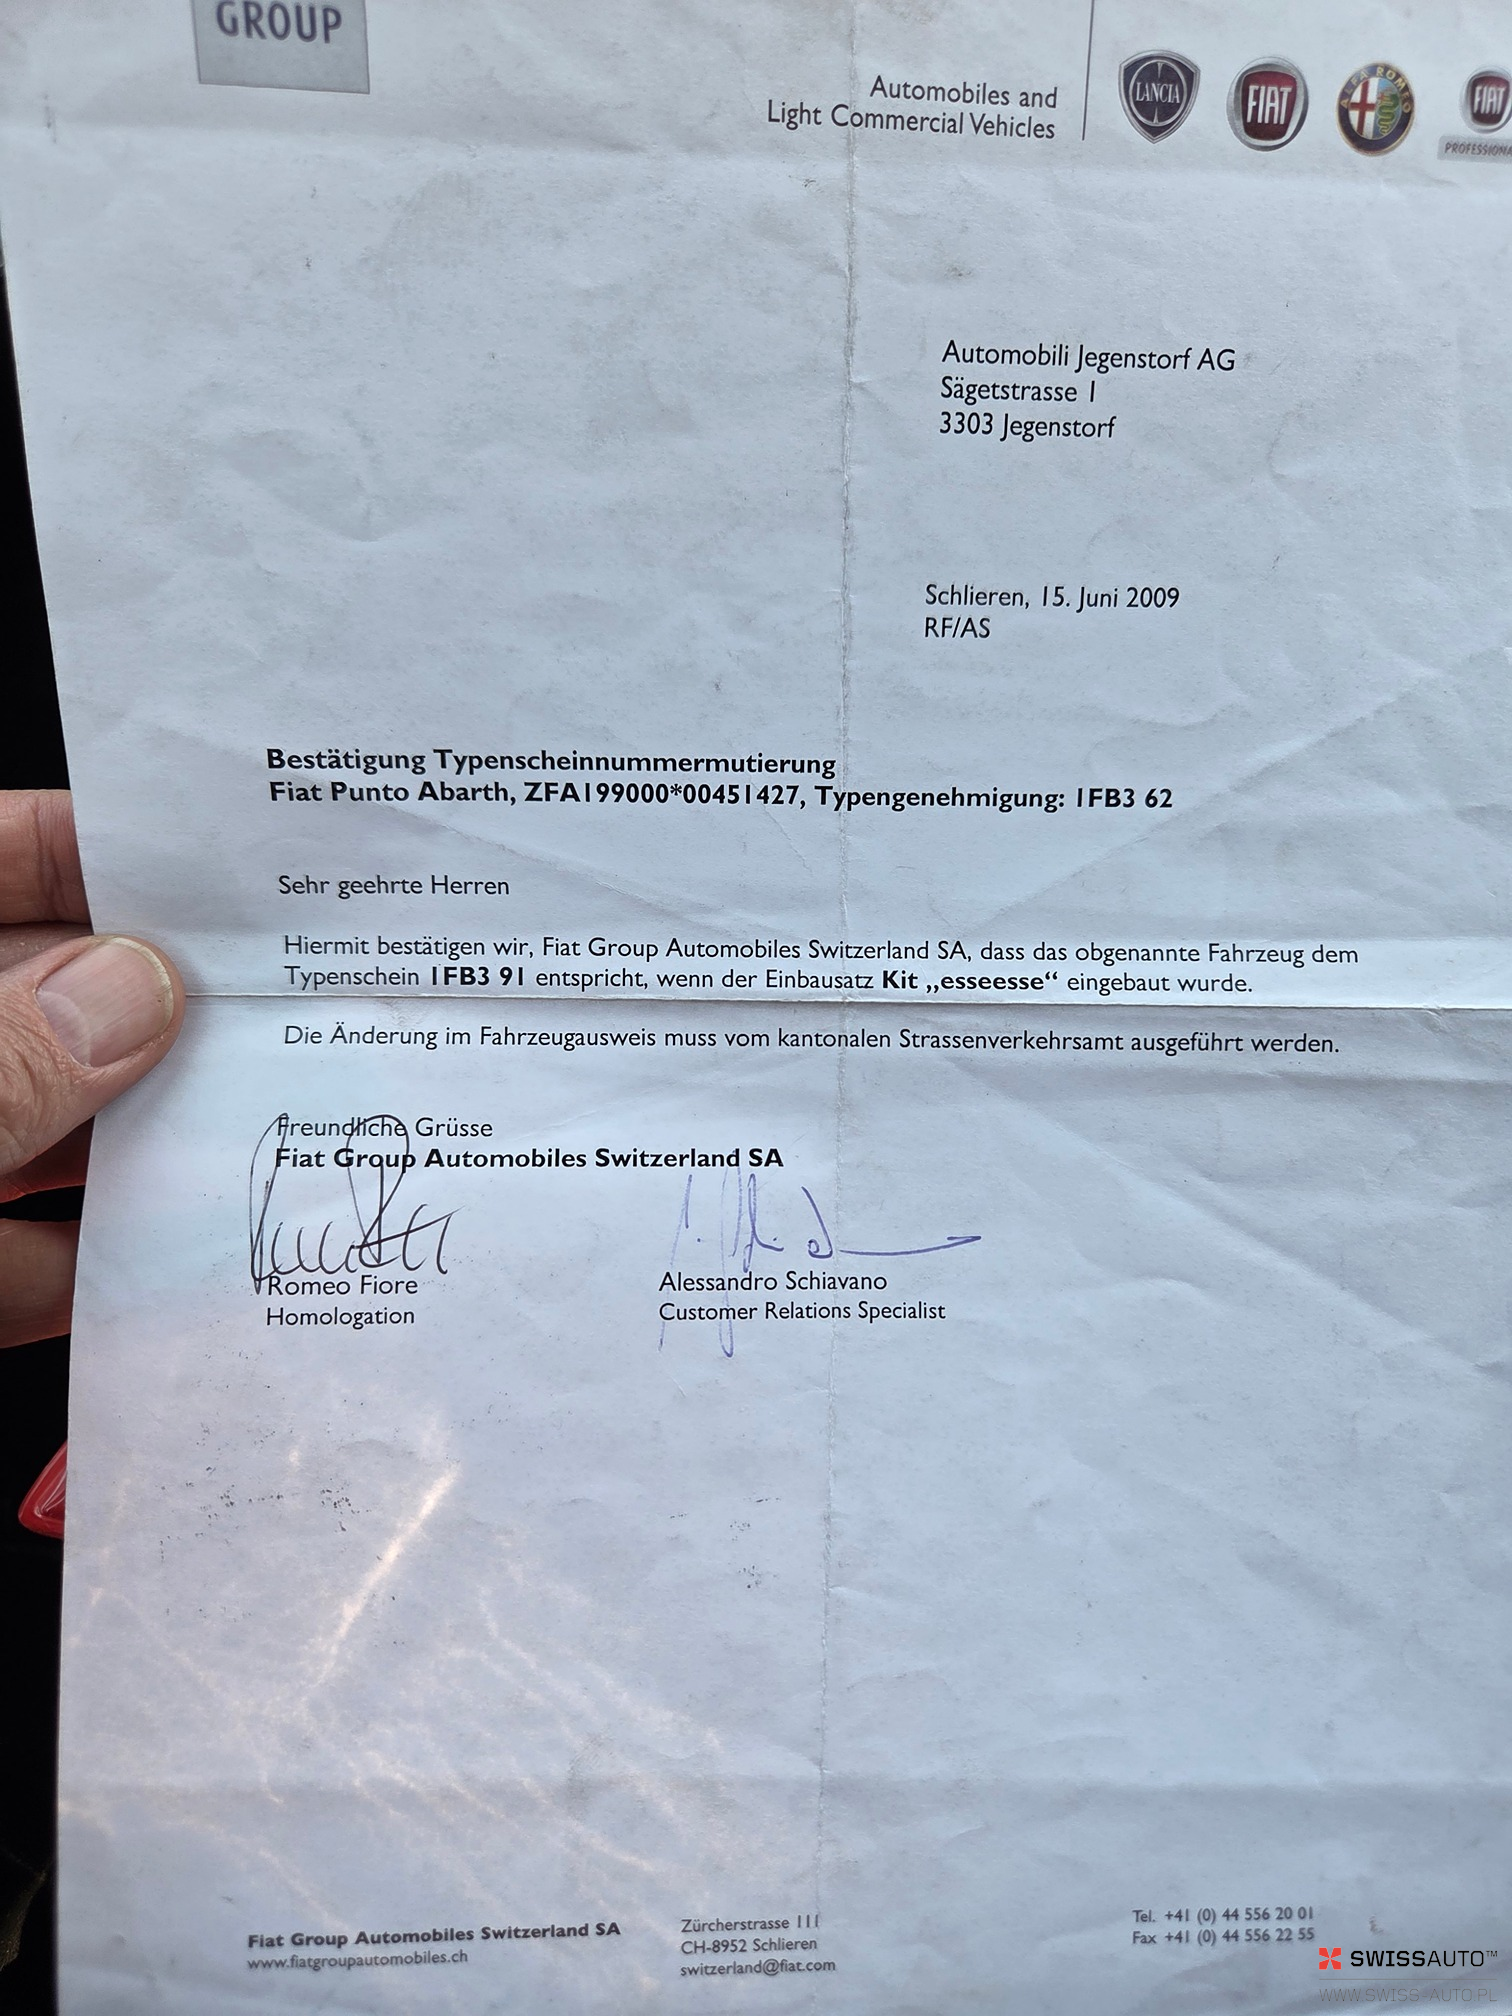 GROUP
Automobiles and
Light Commercial Vehicles
LANCIA
FIAT
ALFA ROMEO
FIAT
PROFESSIONA
Automobili Jegenstorf AG
Sägetstrasse 1
3303 Jegenstorf
Schlieren, 15. Juni 2009
RF/AS
Bestätigung Typenscheinnummermutierung
Fiat Punto Abarth, ZFA199000*00451427, Typengenehmigung: 1FB3 62
Sehr geehrte Herren
Hiermit bestätigen wir, Fiat Group Automobiles Switzerland SA, dass das obgenannte Fahrzeug dem
Typenschein 1FB3 91 entspricht, wenn der Einbausatz Kit „esseesse“ eingebaut wurde.
Die Änderung im Fahrzeugausweis muss vom kantonalen Strassenverkehrsamt ausgeführt werden.
Freundliche Grüsse
Fiat Group Automobiles Switzerland SA
Romeo Fiore
Homologation
Alessandro Schiavano
Customer Relations Specialist
Fiat Group Automobiles Switzerland SA
www.fiatgroupautomobiles.ch
Zürcherstrasse 111
CH-8952 Schlieren
switzerland@fiat.com
Tel. +41 (0) 44 556 20 01
Fax +41 (0) 44 556 22 55
SWISSAUTO™
WWW.SWISS-AUTO.PL